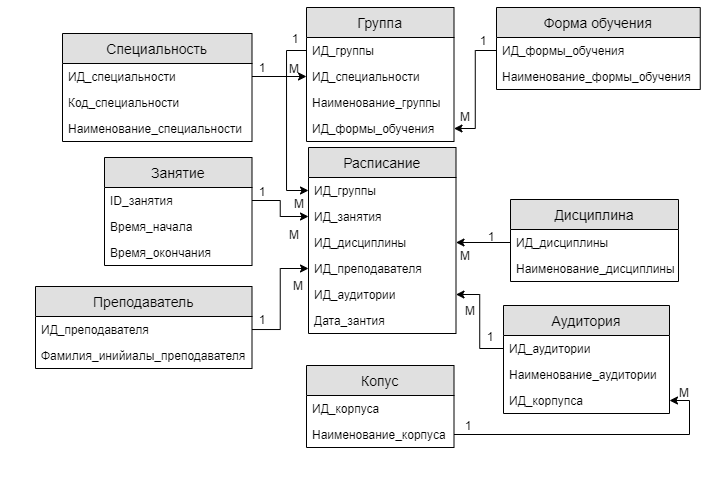 Группа
ИД_группы
ИД_специальности
Наименование_группы
ИД_формы_обучения
Форма обучения
ИД_формы_обучения
Наименование_формы_обучения
Специальность
ИД_специальности
Код_специальности
Наименование_специальности
1
M
1
1
M
Занятие
ID_занятия
Время_начала
Время_окончания
Расписание
ИД_группы
ИД_занятия
ИД_дисциплины
ИД_преподавателя
ИД_аудитории
Дата_зантия
1
M
M
Дисциплина
ИД_дисциплины
Наименование_дисциплины
1
M
Преподаватель
ИД_преподавателя
Фамилия_инийиалы_преподавателя
1
M
Аудитория
ИД_аудитории
Наименование_аудитории
ИД_корпупса
M
1
Копус
ИД_корпуса
Наименование_корпуса
1
M